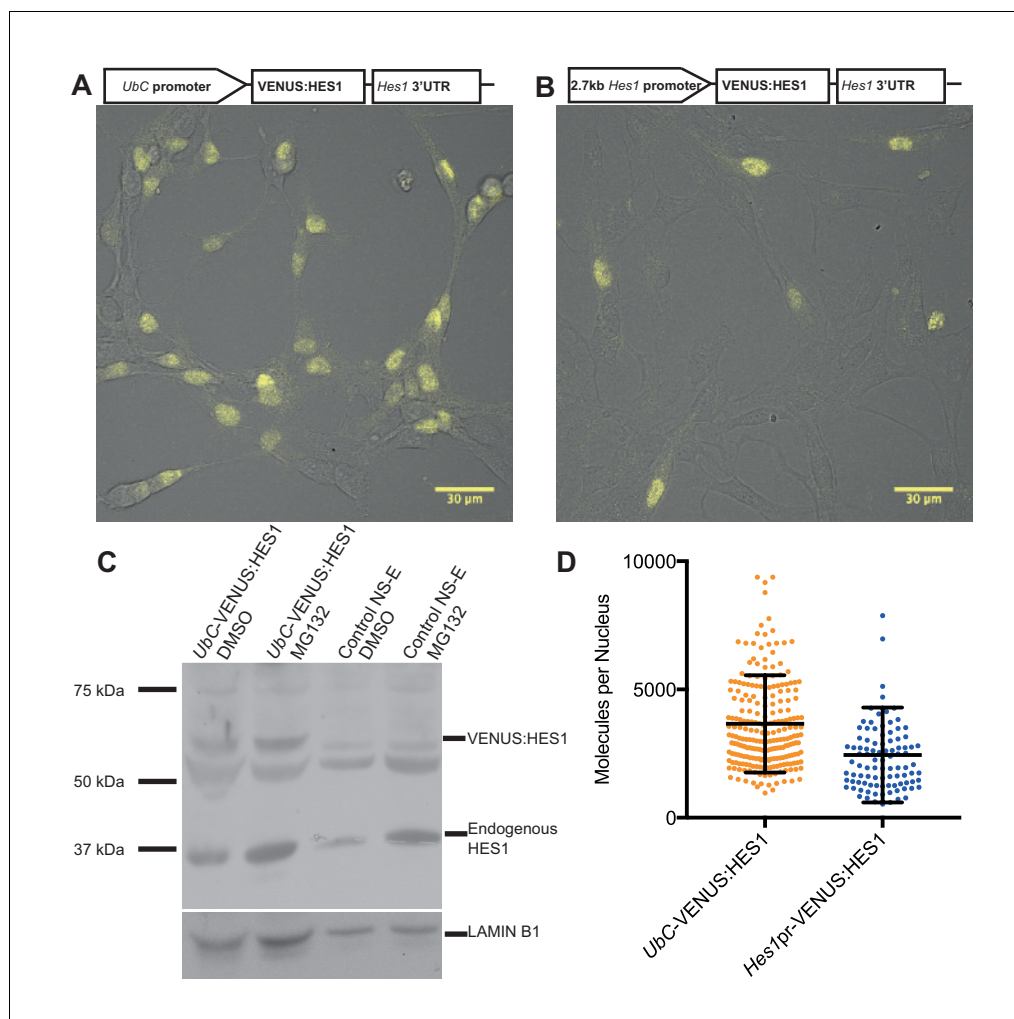 A
UbC promoter
VENUS:HES1
Hes1 3'UTR
30 µm
B
2.7kb Hes1 promoter
VENUS:HES1
Hes1 3'UTR
30 µm
C
UbC-VENUS:HES1
DMSO
UbC-VENUS:HES1
MG132
Control NS-E
DMSO
Control NS-E
MG132
75 kDa
50 kDa
37 kDa
VENUS:HES1
Endogenous
HES1
LAMIN B1
D
Molecules per Nucleus
10000
5000
0
UbC-VENUS:HES1
Hes1pr-VENUS:HES1